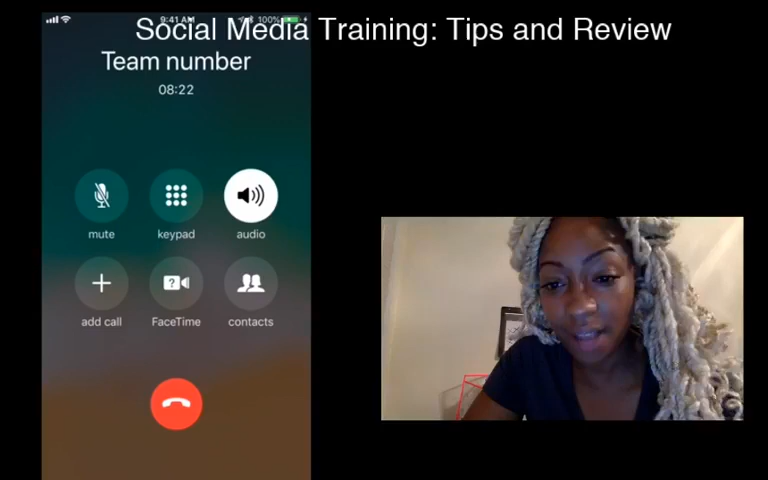 Social Media Training: Tips and Review
9:41 AM
100%
Team number
08:22
mute keypad audio
?
add call FaceTime contacts